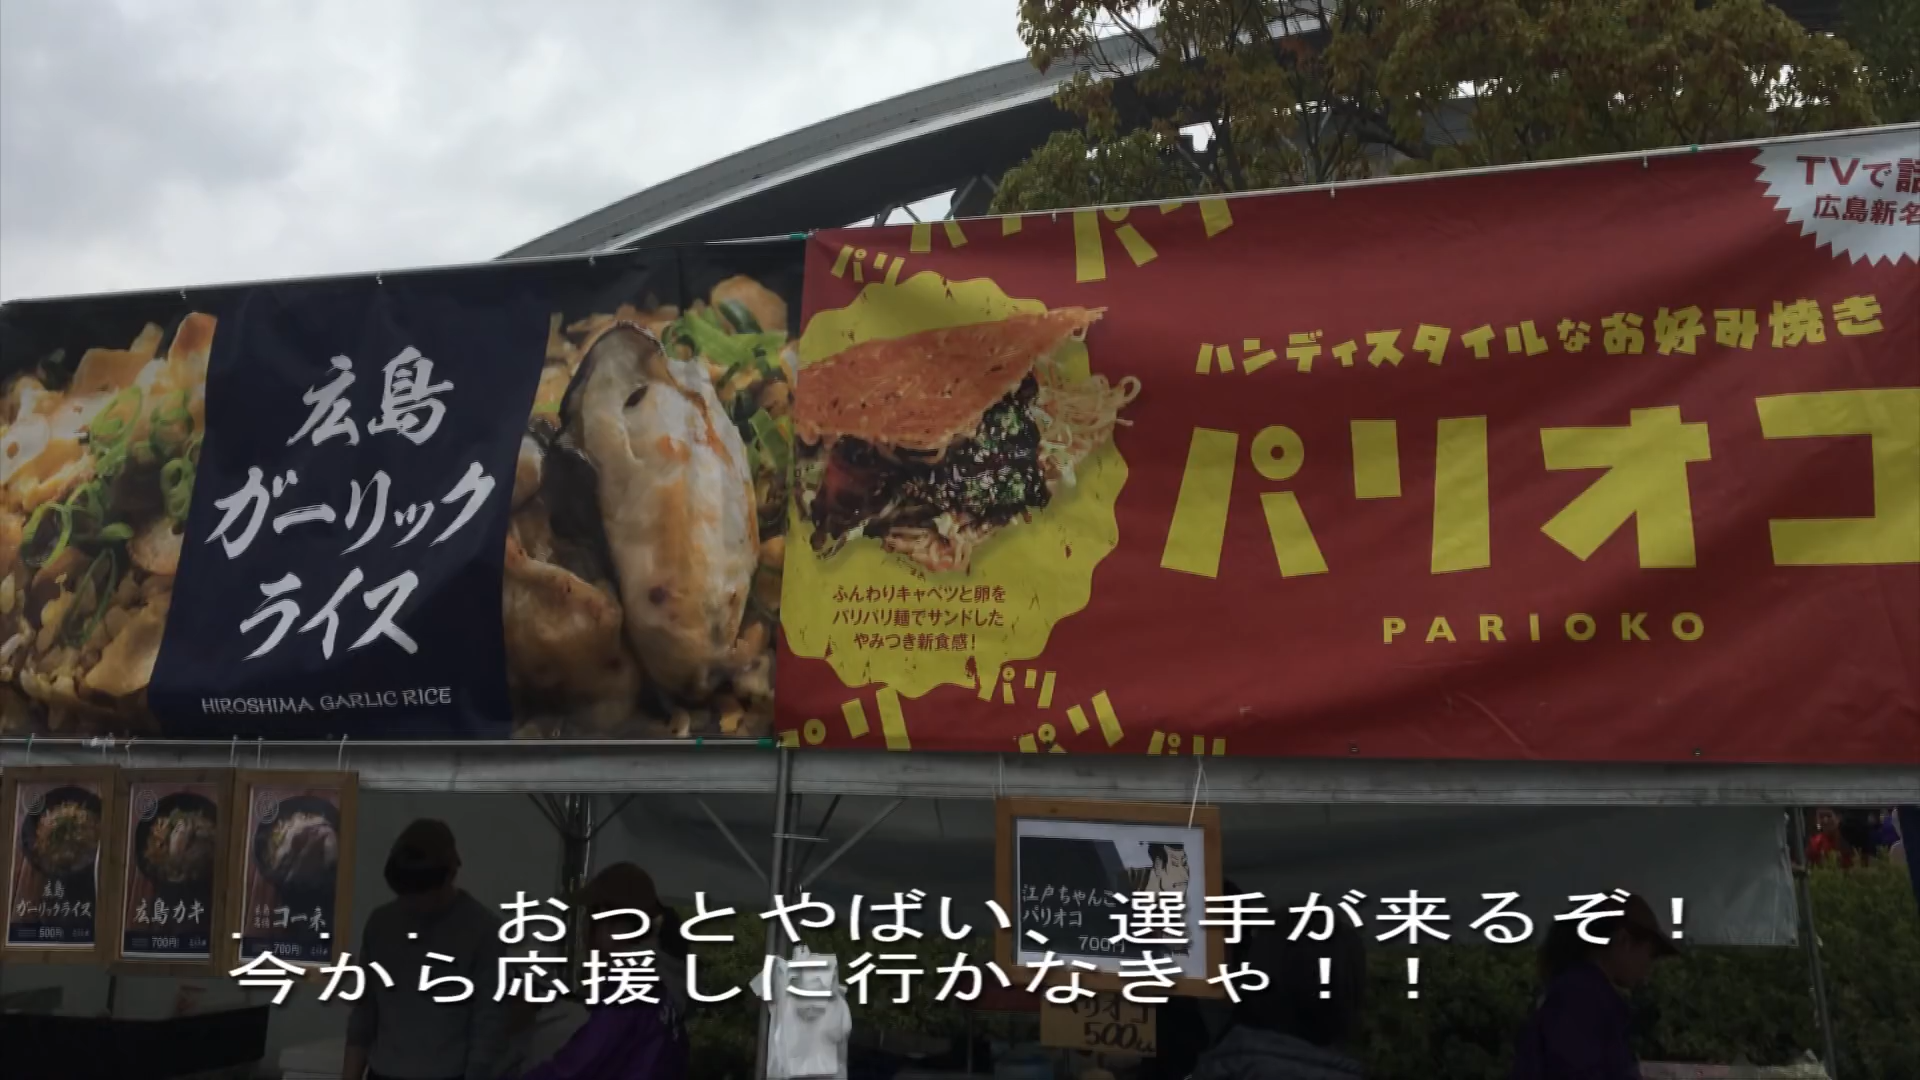 TVで話
広島新名
パリ
パリ
パリ
ハンディスタイルなお好み焼き
広島
ガーリック
ライス
HIROSHIMA GARLIC RICE
パリオコ
PARIOKO
ふんわりキャベツと卵を
パリパリ麺でサンドした
やみつき新食感!
パリ
パリ
パリ
パリ
広島
ガーリックライス
500円
広島カキ
700円
コーネ
700円
江戸ちゃんこ
パリオコ
700円
...おっとやばい、選手が来るぞ!
今から応援しに行かなきゃ!!
パリオコ
500